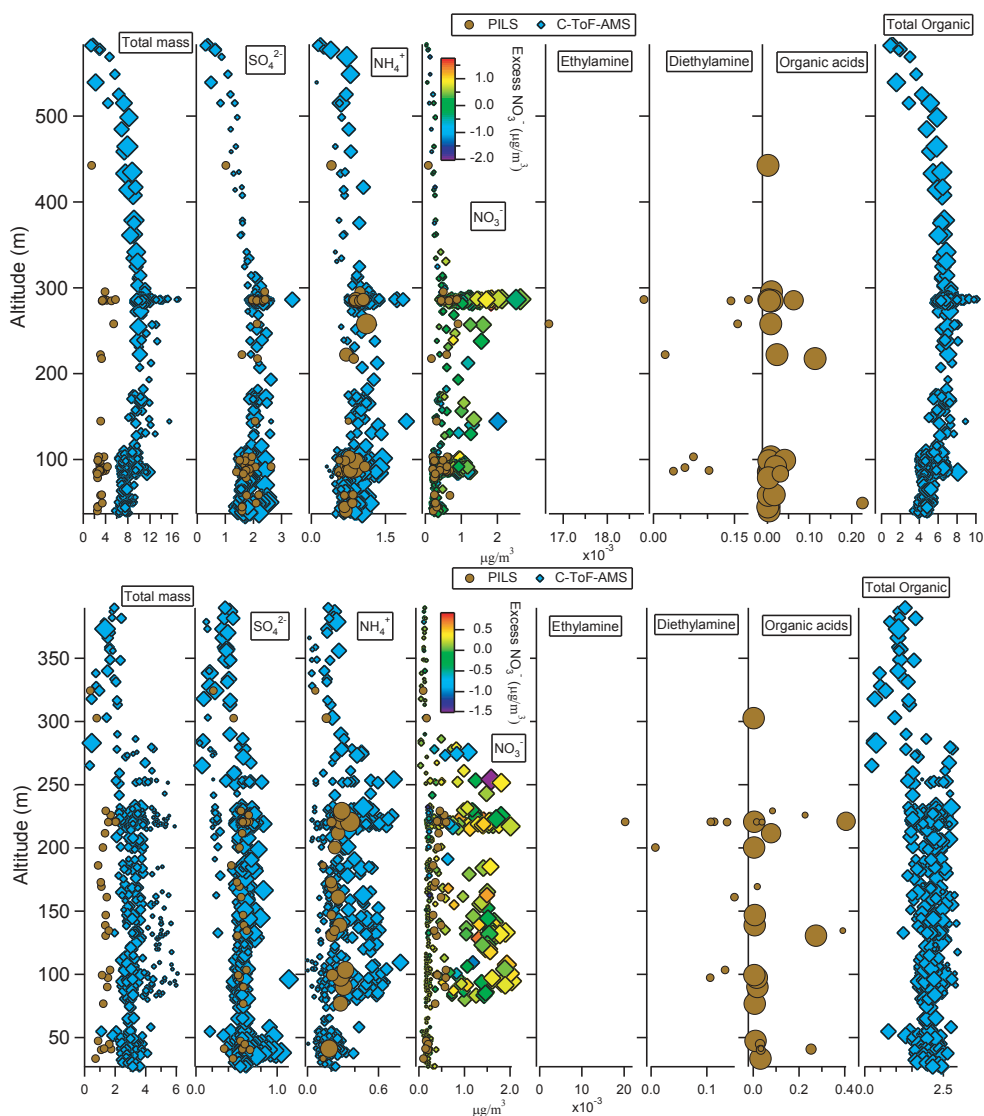 PILS C-ToF-AMS
Total mass
SO₄²⁻
NH₄⁺
Excess NO₃⁻ (μg/m³)
1.0
0.0
-1.0
-2.0
NO₃⁻
Ethylamine
Diethylamine
Organic acids
Total Organic
Altitude (m)
500
400
300
200
100
0 4 8 12 16
0 1 2 3
0.0 1.5
0 1 2
17.0 18.0
0.00 0.15
0.00 0.10 0.20
0 2 4 6 8 10
μg/m³
x10⁻³
PILS C-ToF-AMS
Total mass
SO₄²⁻
NH₄⁺
Excess NO₃⁻ (μg/m³)
0.5
0.0
-0.5
-1.0
-1.5
NO₃⁻
Ethylamine
Diethylamine
Organic acids
Total Organic
Altitude (m)
350
300
250
200
150
100
50
0 2 4 6
0.0 1.0
0.0 0.6
0.0 1.0 2.0
0 10 20
0.0 0.1
0.0 0.2 0.4
0.0 2.5
μg/m³
x10⁻³